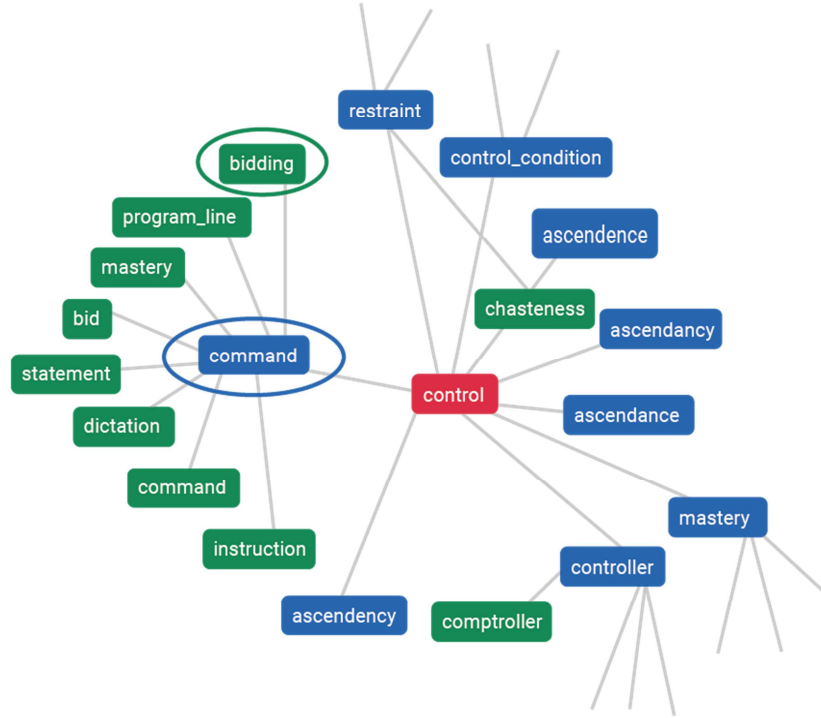 restraint
control_condition
bidding
program_line
ascendence
mastery
chasteness
bid
ascendancy
command
statement
control
ascendance
dictation
command
mastery
instruction
controller
ascendency
comptroller